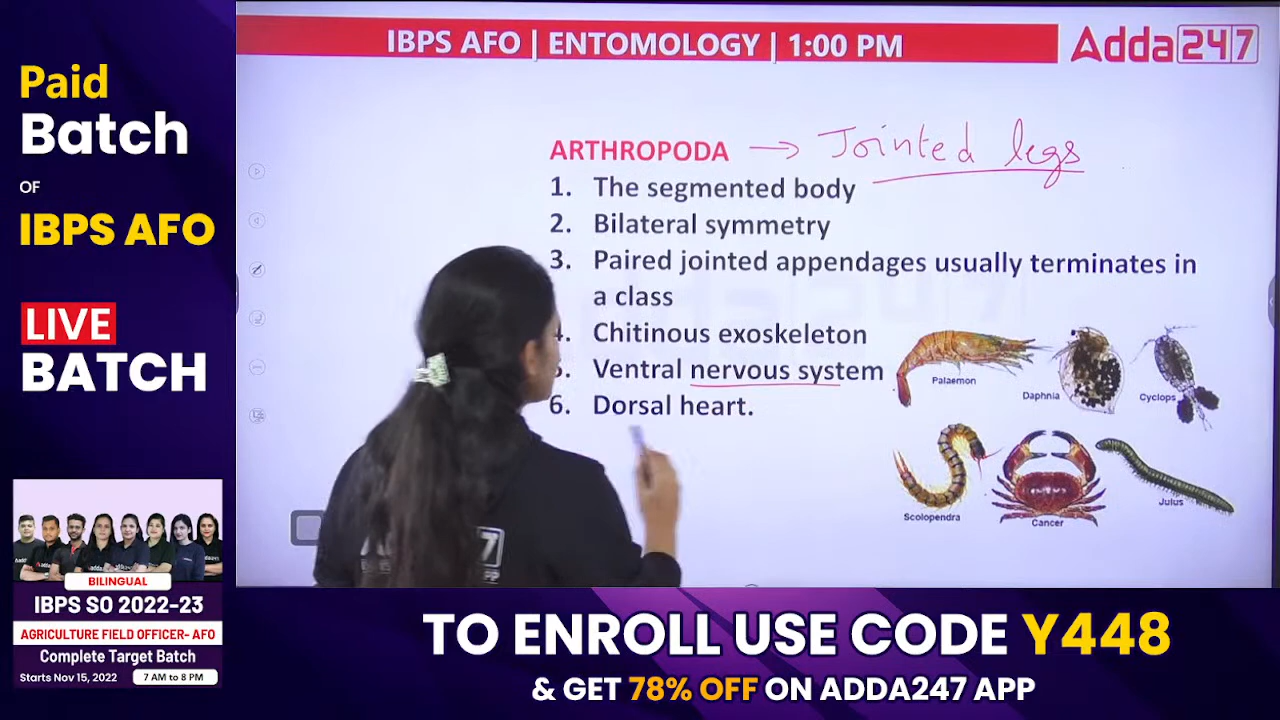 Paid
Batch
OF
IBPS AFO
LIVE
BATCH
BILINGUAL
IBPS SO 2022-23
AGRICULTURE FIELD OFFICER- AFO
Complete Target Batch
Starts Nov 15, 2022 7 AM to 8 PM
IBPS AFO | ENTOMOLOGY | 1:00 PM
Adda247
ARTHROPODA → Jointed legs
1. The segmented body
2. Bilateral symmetry
3. Paired jointed appendages usually terminates in
a class
4. Chitinous exoskeleton
Ventral nervous system
6. Dorsal heart.
Palaemon
Daphnia
Cyclops
Scolopendra
Cancer
Julus
7
TO ENROLL USE CODE Y448
& GET 78% OFF ON ADDA247 APP